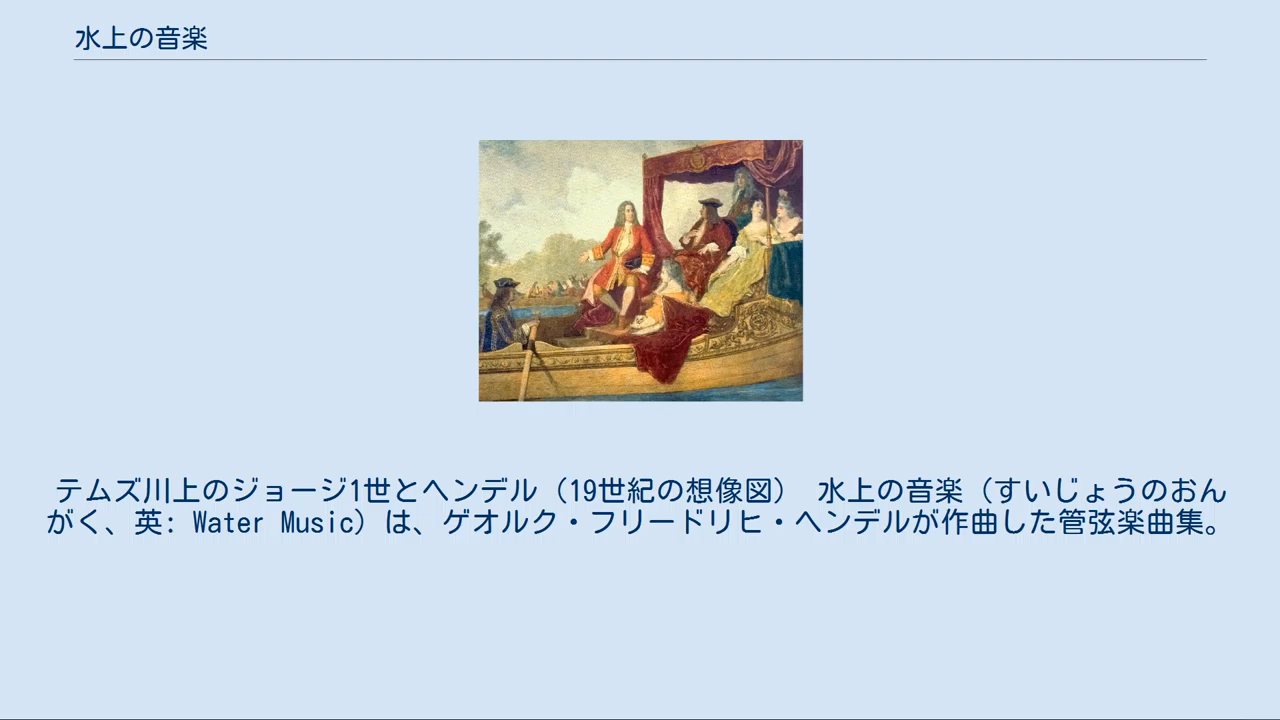 水上の音楽
テムズ川上のジョージ1世とヘンデル（19世紀の想像図） 水上の音楽（すいじょうのおん
がく、英: Water Music）は、ゲオルク・フリードリヒ・ヘンデルが作曲した管弦楽曲集。